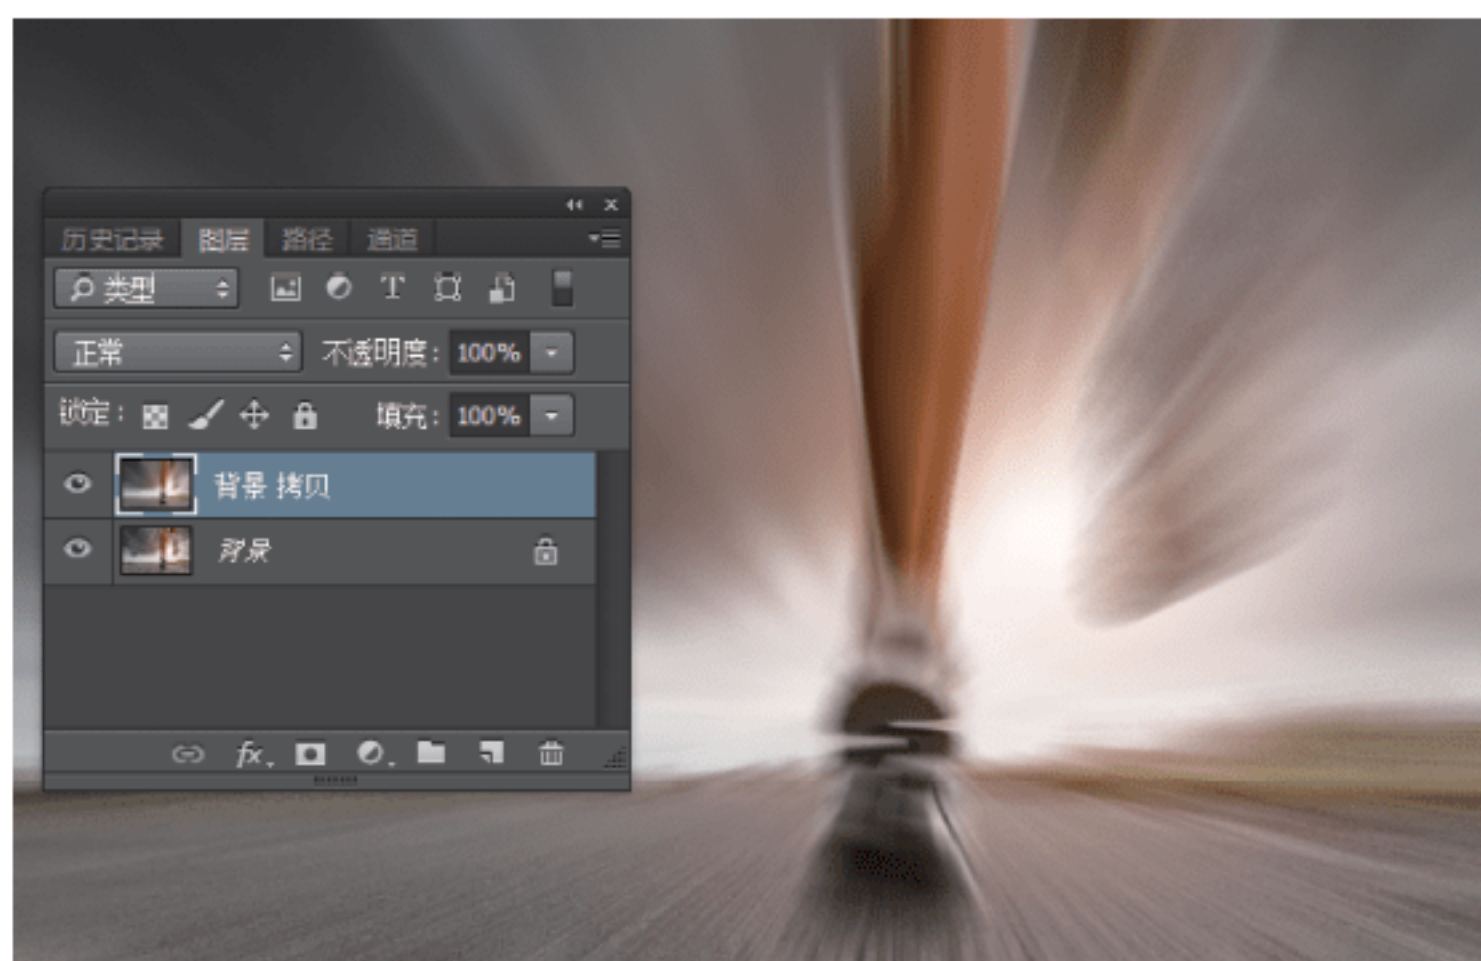 历史记录 图层 路径 通道
类型 T
正常 不透明度: 100%
锁定: 填充: 100%
背景 拷贝
背景
fx.